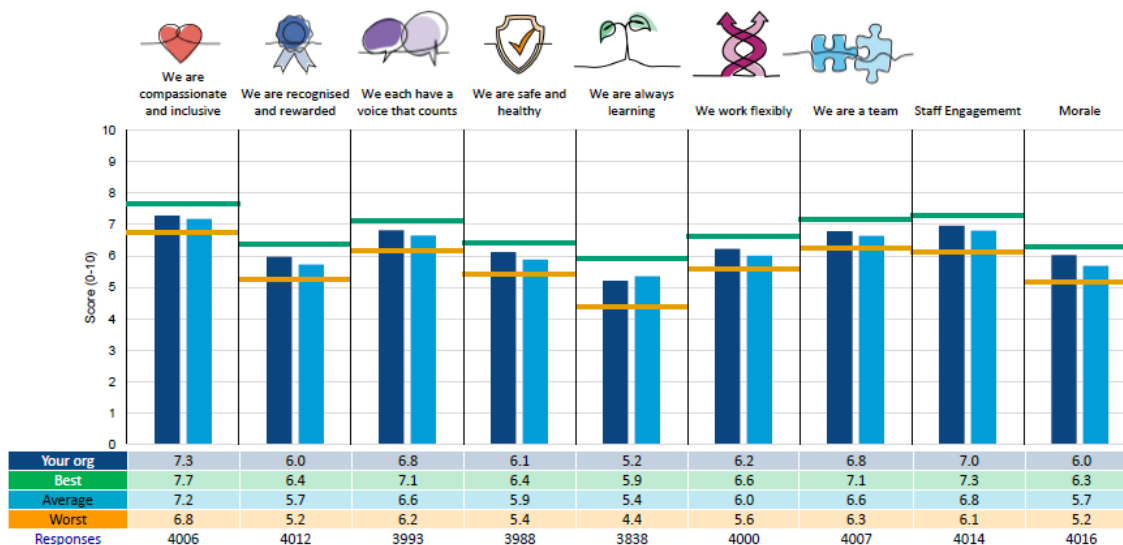 We are
compassionate
and inclusive
We are recognised
and rewarded
We each have a
voice that counts
We are safe and
healthy
We are always
learning
We work flexibly
We are a team
Staff Engagememt
Morale
Score (0-10)
10
9
8
7
6
5
4
3
2
1
0
Your org 7.3 6.0 6.8 6.1 5.2 6.2 6.8 7.0 6.0
Best 7.7 6.4 7.1 6.4 5.9 6.6 7.1 7.3 6.3
Average 7.2 5.7 6.6 5.9 5.4 6.0 6.6 6.8 5.7
Worst 6.8 5.2 6.2 5.4 4.4 5.6 6.3 6.1 5.2
Responses 4006 4012 3993 3988 3838 4000 4007 4014 4016